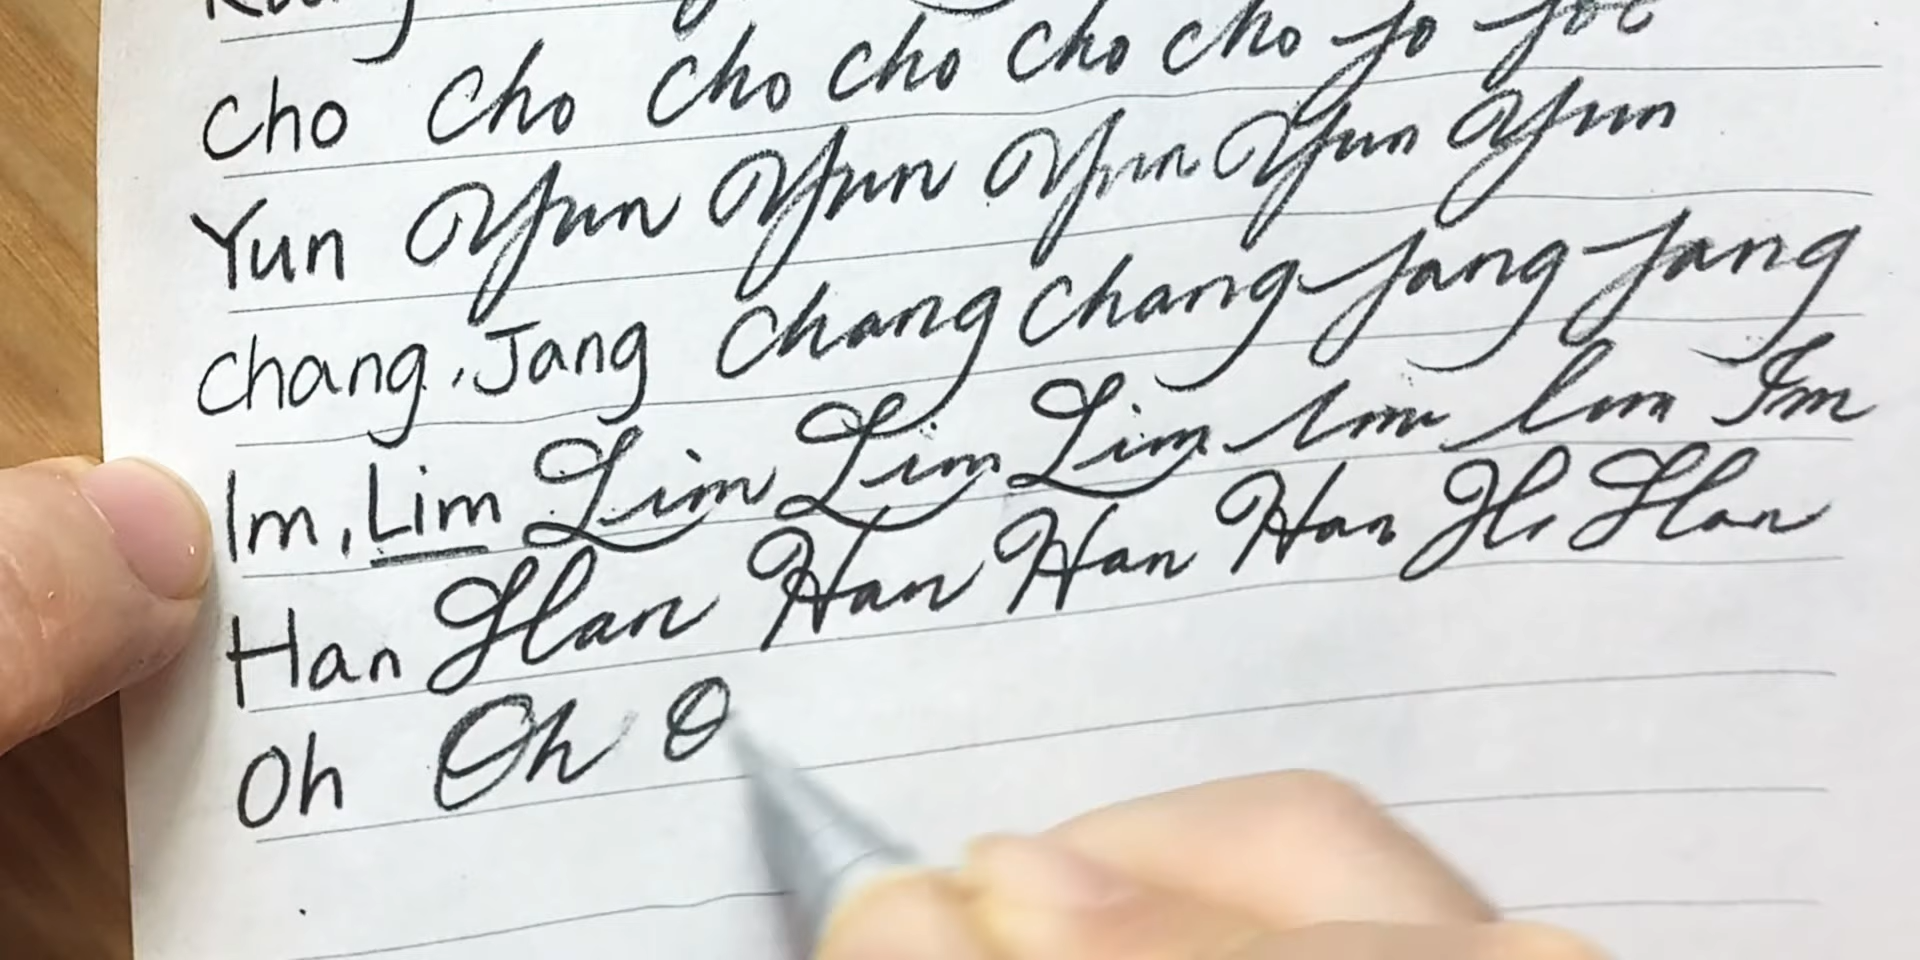 Cho Cho Cho Cho Cho Cho Jo Joe
Yun Yun Yun Yun Yun Yun
Chang, Jang Chang Chang Jang Jang
Im, Lim Lim Lim Lim Im Im Im
Han Han Han Han Han H Han
Oh Oh O